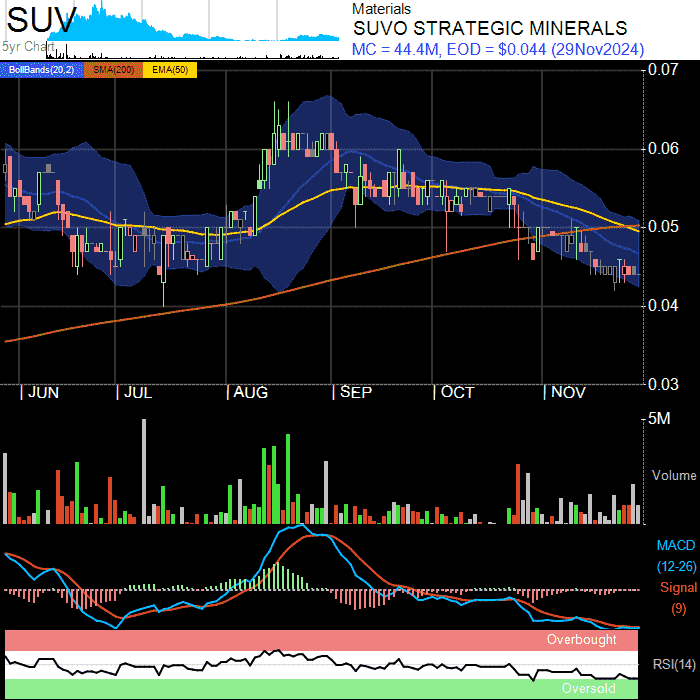 SUV
5yr Chart
Materials
SUVO STRATEGIC MINERALS
MC = 44.4M, EOD = $0.044 (29Nov2024)
BollBands(20,2) SMA(200) EMA(50)
0.07
0.06
0.05
0.04
0.03
| JUN | JUL | AUG | SEP | OCT | NOV
5M
Volume
MACD
(12-26)
Signal
(9)
Overbought
RSI(14)
Oversold